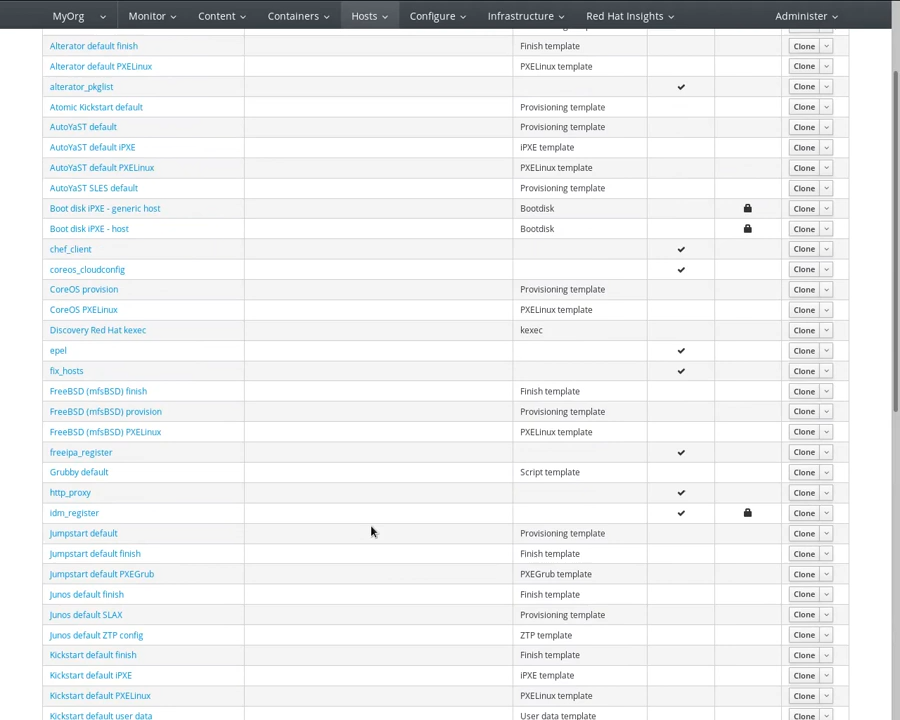 MyOrg Monitor Content Containers Hosts Configure Infrastructure Red Hat Insights Administer
Alterator default finish Finish template Clone
Alterator default PXELinux PXELinux template Clone
alterator_pkglist Clone
Atomic Kickstart default Provisioning template Clone
AutoYaST default Provisioning template Clone
AutoYaST default iPXE iPXE template Clone
AutoYaST default PXELinux PXELinux template Clone
AutoYaST SLES default Provisioning template Clone
Boot disk iPXE - generic host Bootdisk Clone
Boot disk iPXE - host Bootdisk Clone
chef_client Clone
coreos_cloudconfig Clone
CoreOS provision Provisioning template Clone
CoreOS PXELinux PXELinux template Clone
Discovery Red Hat kexec kexec Clone
epel Clone
fix_hosts Clone
FreeBSD (mfsBSD) finish Finish template Clone
FreeBSD (mfsBSD) provision Provisioning template Clone
FreeBSD (mfsBSD) PXELinux PXELinux template Clone
freeipa_register Clone
Grubby default Script template Clone
http_proxy Clone
idm_register Clone
Jumpstart default Provisioning template Clone
Jumpstart default finish Finish template Clone
Jumpstart default PXEGrub PXEGrub template Clone
Junos default finish Finish template Clone
Junos default SLAX Provisioning template Clone
Junos default ZTP config ZTP template Clone
Kickstart default finish Finish template Clone
Kickstart default iPXE iPXE template Clone
Kickstart default PXELinux PXELinux template Clone
Kickstart default user data User data template Clone